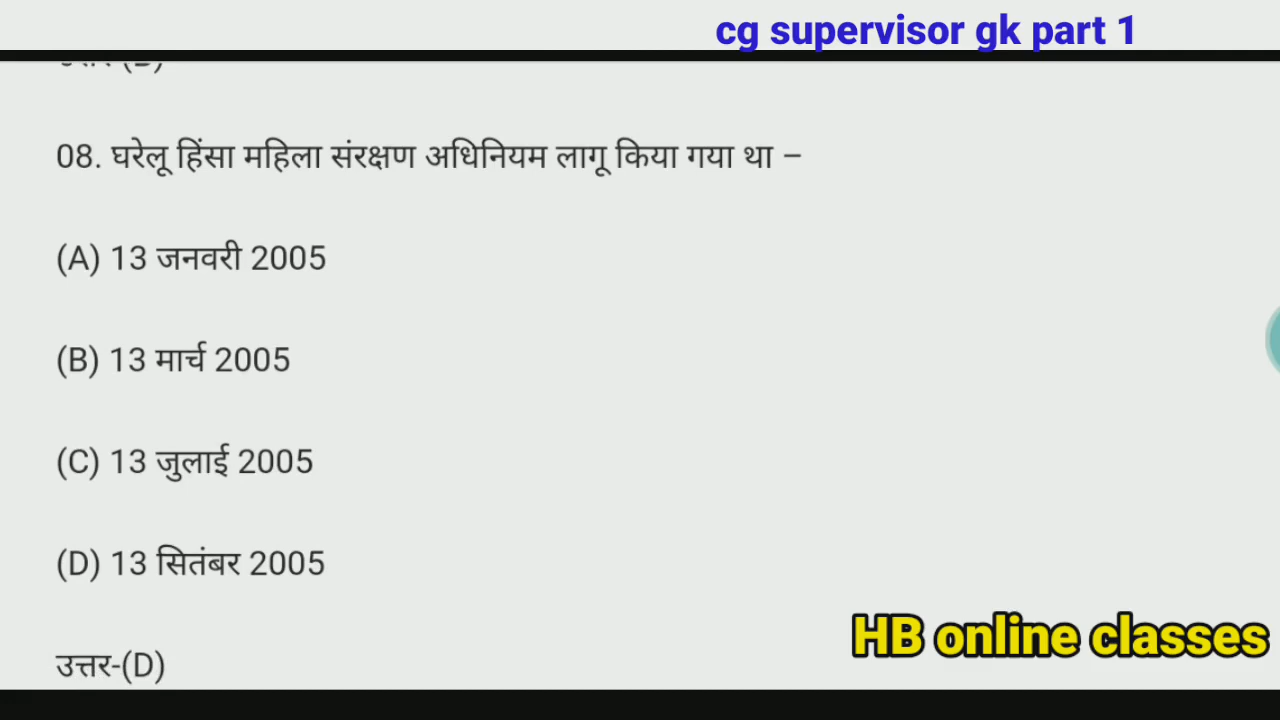 cg supervisor gk part 1
08. घरेलू हिंसा महिला संरक्षण अधिनियम लागू किया गया था –
(A) 13 जनवरी 2005
(B) 13 मार्च 2005
(C) 13 जुलाई 2005
(D) 13 सितंबर 2005
उत्तर-(D)
HB online classes